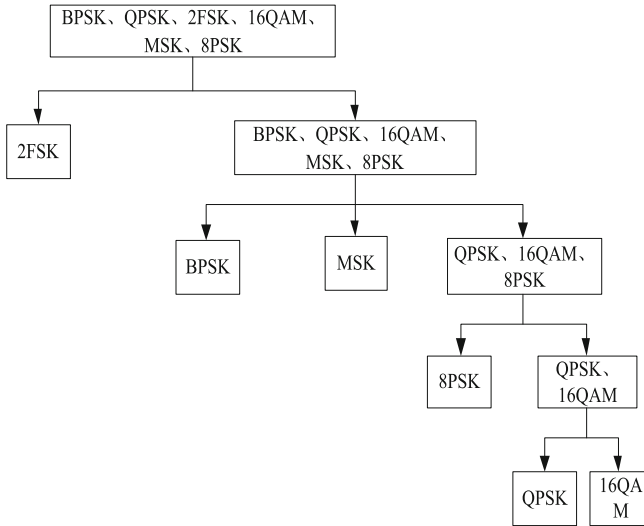 BPSK、QPSK、2FSK、16QAM、
MSK、8PSK
2FSK
BPSK、QPSK、16QAM、
MSK、8PSK
BPSK
MSK
QPSK、16QAM、
8PSK
8PSK
QPSK、
16QAM
QPSK
16QA
M